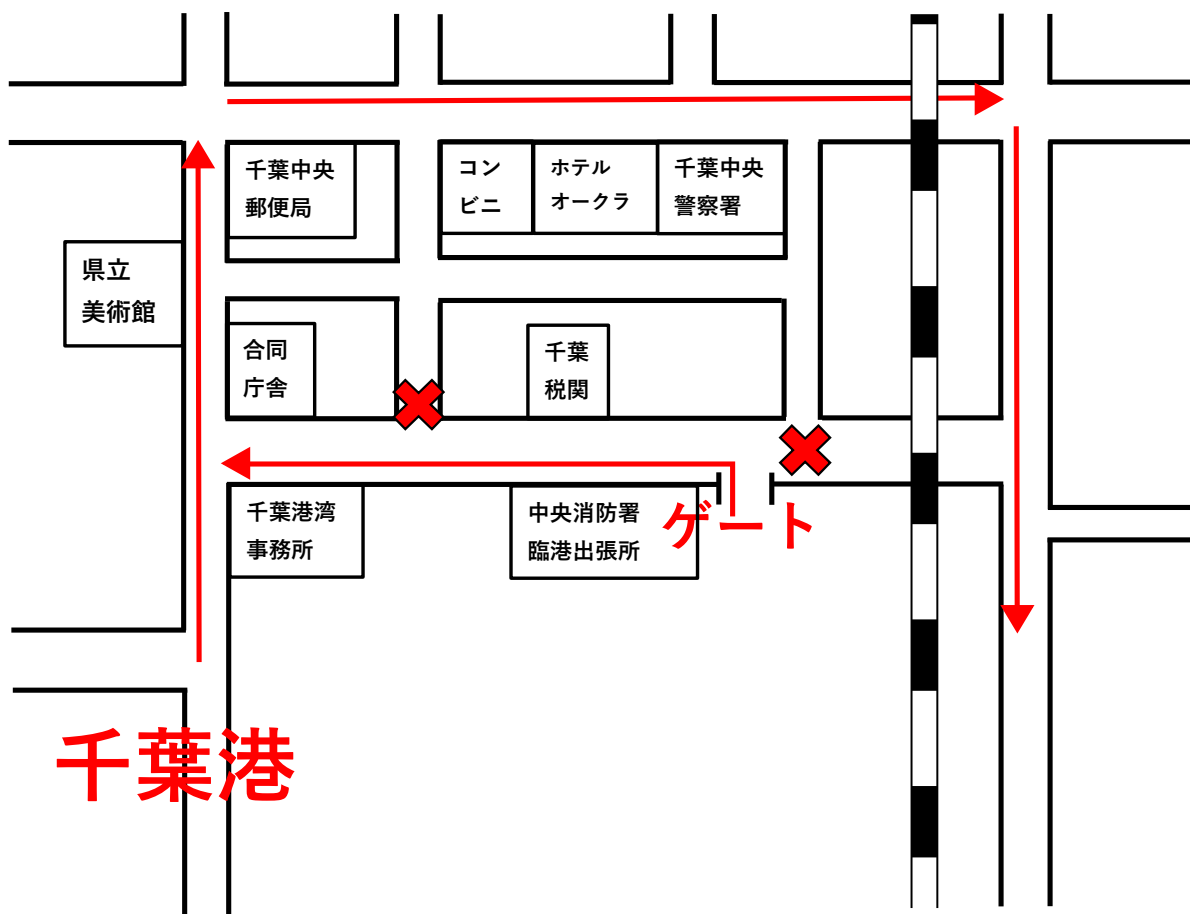 千葉中央
郵便局
コン
ビニ
ホテル
オークラ
千葉中央
警察署
県立
美術館
合同
庁舎
千葉
税関
千葉港湾
事務所
中央消防署
臨港出張所
ゲート
千葉港